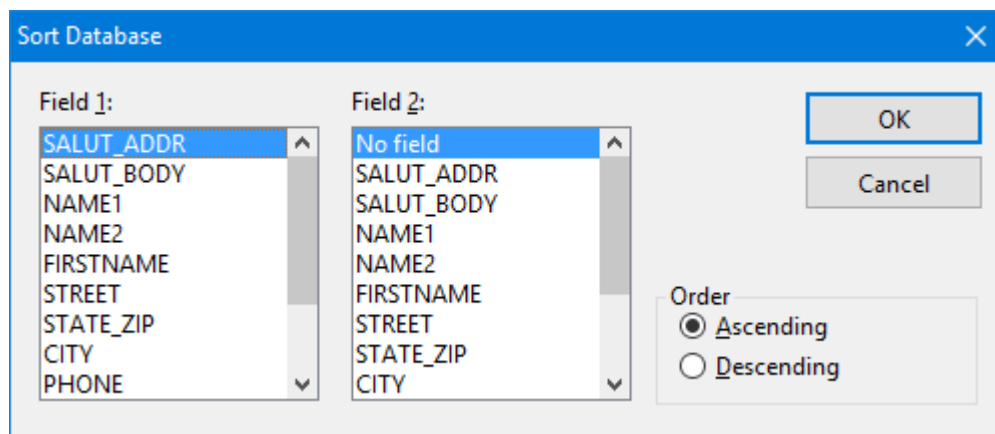 Sort Database
Field 1:
SALUT_ADDR
SALUT_BODY
NAME1
NAME2
FIRSTNAME
STREET
STATE_ZIP
CITY
PHONE
Field 2:
No field
SALUT_ADDR
SALUT_BODY
NAME1
NAME2
FIRSTNAME
STREET
STATE_ZIP
CITY
OK
Cancel
Order
Ascending
Descending